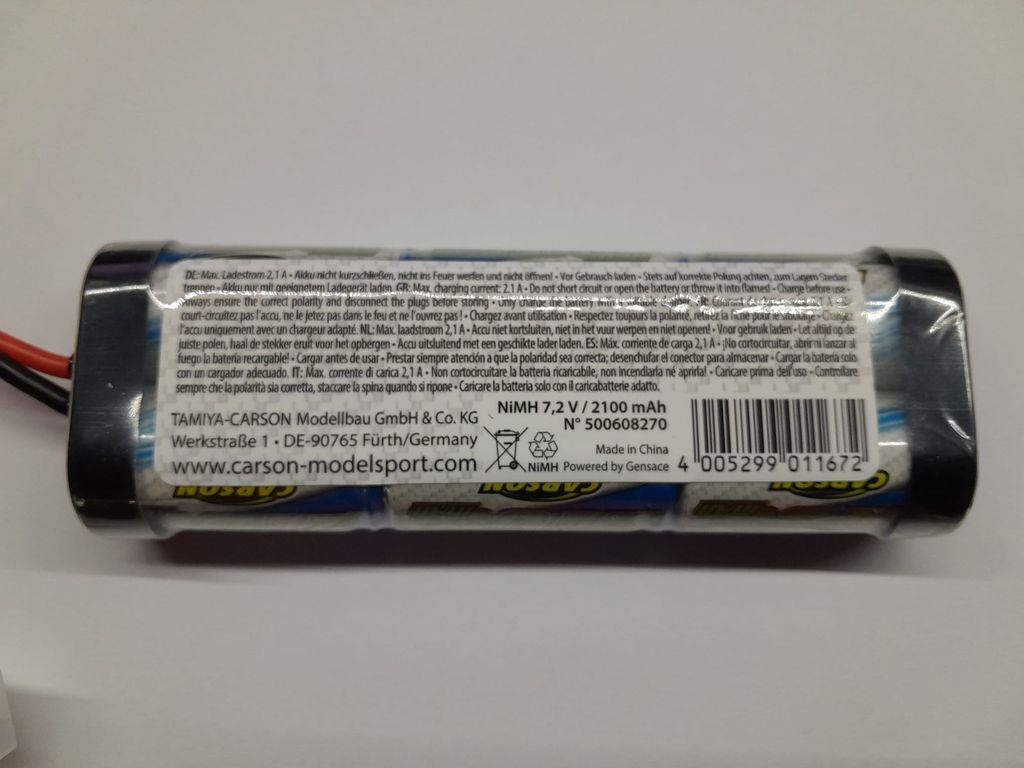 DE: Max. Ladestrom 2,1 A • Akku nicht kurzschließen, nicht ins Feuer werfen und nicht öffnen! • Vor Gebrauch laden • Stets auf korrekte Polung achten, zum Lagern Stecker
trennen • Akku nur mit geeignetem Ladegerät laden. GB: Max. charging current: 2,1 A • Do not short circuit or open the battery or throw it into flames! • Charge before use •
always ensure the correct polarity and disconnect the plugs before storing • Only charge the battery with
court-circuitez pas l'accu, ne le jetez pas dans le feu et ne l'ouvrez pas ! • Chargez avant utilisation • Respectez toujours la polarité, retirez la fiche pour le stockage • Chargez
l'accu uniquement avec un chargeur adapté. NL: Max. laadstroom 2,1 A • Accu niet kortsluiten, niet in het vuur werpen en niet openen! • Voor gebruik laden • Let altijd op de
juiste polen, haal de stekker eruit voor het opbergen • Accu uitsluitend met een geschikte lader laden. ES: Máx. corriente de carga 2,1 A • ¡No cortocircuitar, abrir ni lanzar al
fuego la batería recargable! • Cargar antes de usar • Prestar siempre atención a que la polaridad sea correcta; desenchufar el conector para almacenar • Cargar la batería solo
con un cargador adecuado. IT: Max. corrente di carica 2,1 A • Non cortocircuitare la batteria ricaricabile, non incendiarla né aprirla! • Caricare prima dell'uso • Controllare
sempre che la polarità sia corretta, staccare la spina quando si ripone • Caricare la batteria solo con il caricabatterie adatto.
TAMIYA-CARSON Modellbau GmbH & Co. KG
Werkstraße 1 • DE-90765 Fürth/Germany
www.carson-modelsport.com
NiMH 7,2 V / 2100 mAh
N° 500608270
NiMH
Made in China
Powered by Gensace
4 005299 011672
CARSON CARSON CARSON